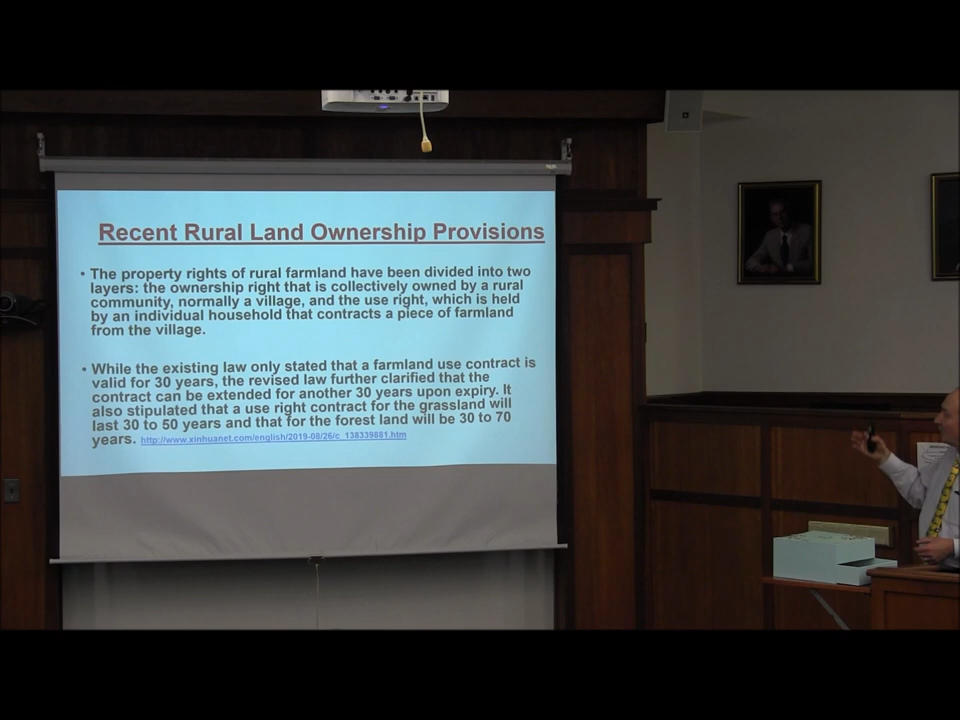 Recent Rural Land Ownership Provisions
• The property rights of rural farmland have been divided into two
layers: the ownership right that is collectively owned by a rural
community, normally a village, and the use right, which is held
by an individual household that contracts a piece of farmland
from the village.
• While the existing law only stated that a farmland use contract is
valid for 30 years, the revised law further clarified that the
contract can be extended for another 30 years upon expiry. It
also stipulated that a use right contract for the grassland will
last 30 to 50 years and that for the forest land will be 30 to 70
years. http://www.xinhuanet.com/english/2019-08/26/c_138339881.htm